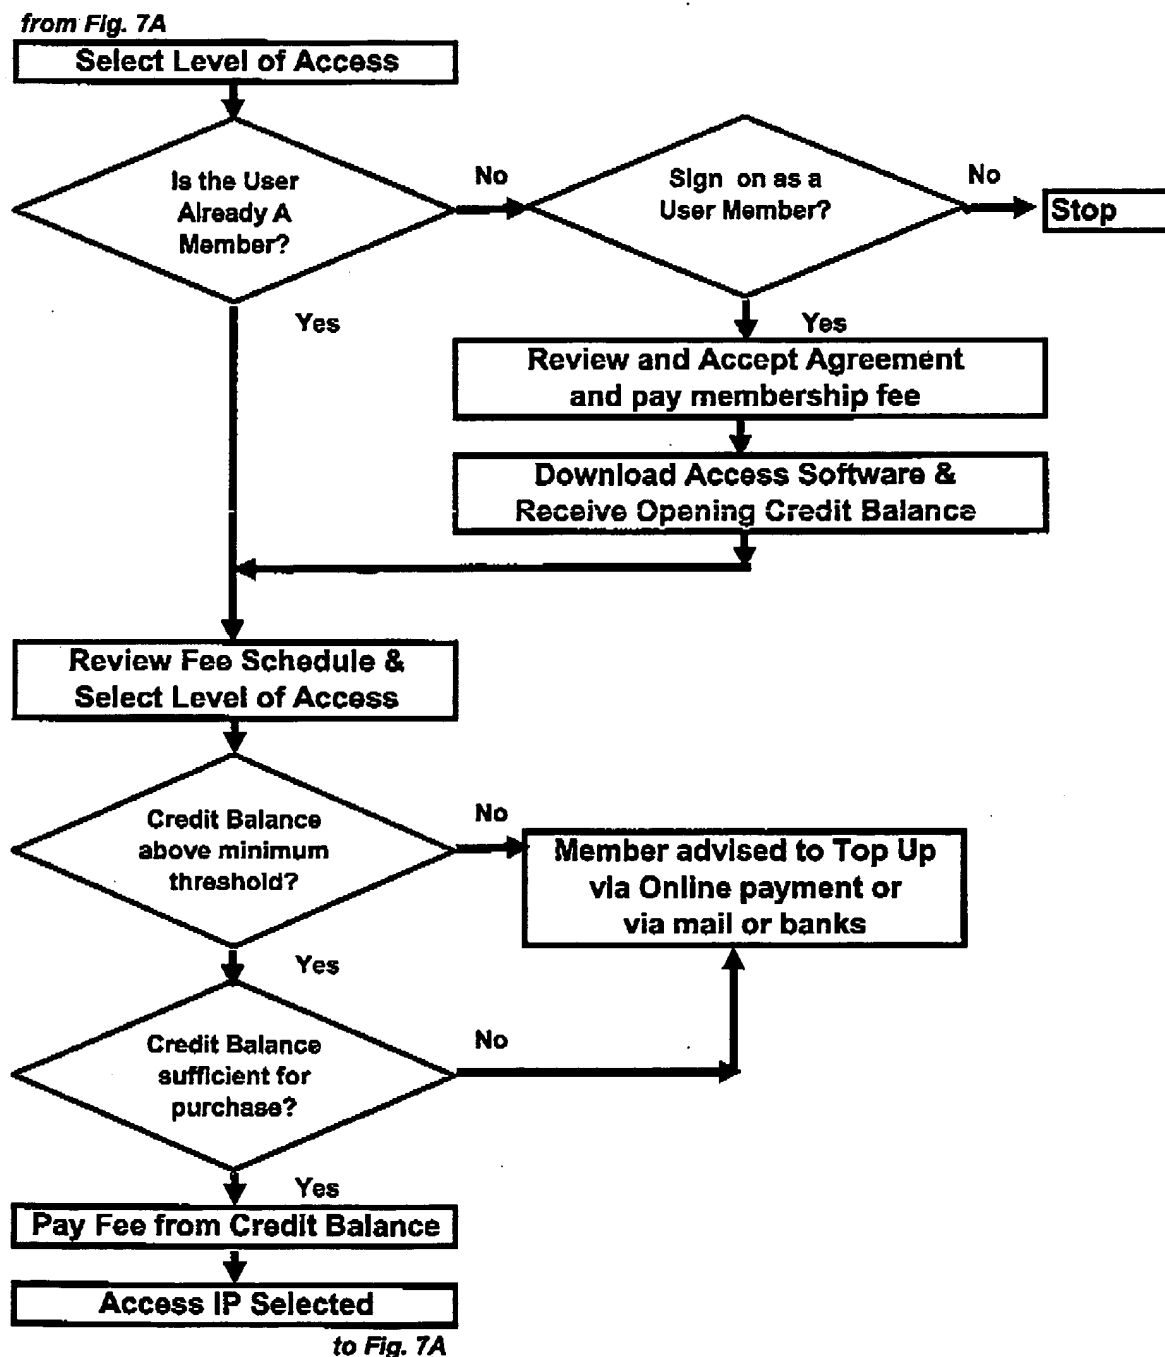 from Fig. 7A
Select Level of Access
Is the User
Already A
Member?
No
Sign on as a
User Member?
No
Stop
Yes
Yes
Review and Accept Agreement
and pay membership fee
Download Access Software &
Receive Opening Credit Balance
Review Fee Schedule &
Select Level of Access
Credit Balance
above minimum
threshold?
No
Member advised to Top Up
via Online payment or
via mail or banks
Yes
Credit Balance
sufficient for
purchase?
No
Yes
Pay Fee from Credit Balance
Access IP Selected
to Fig. 7A